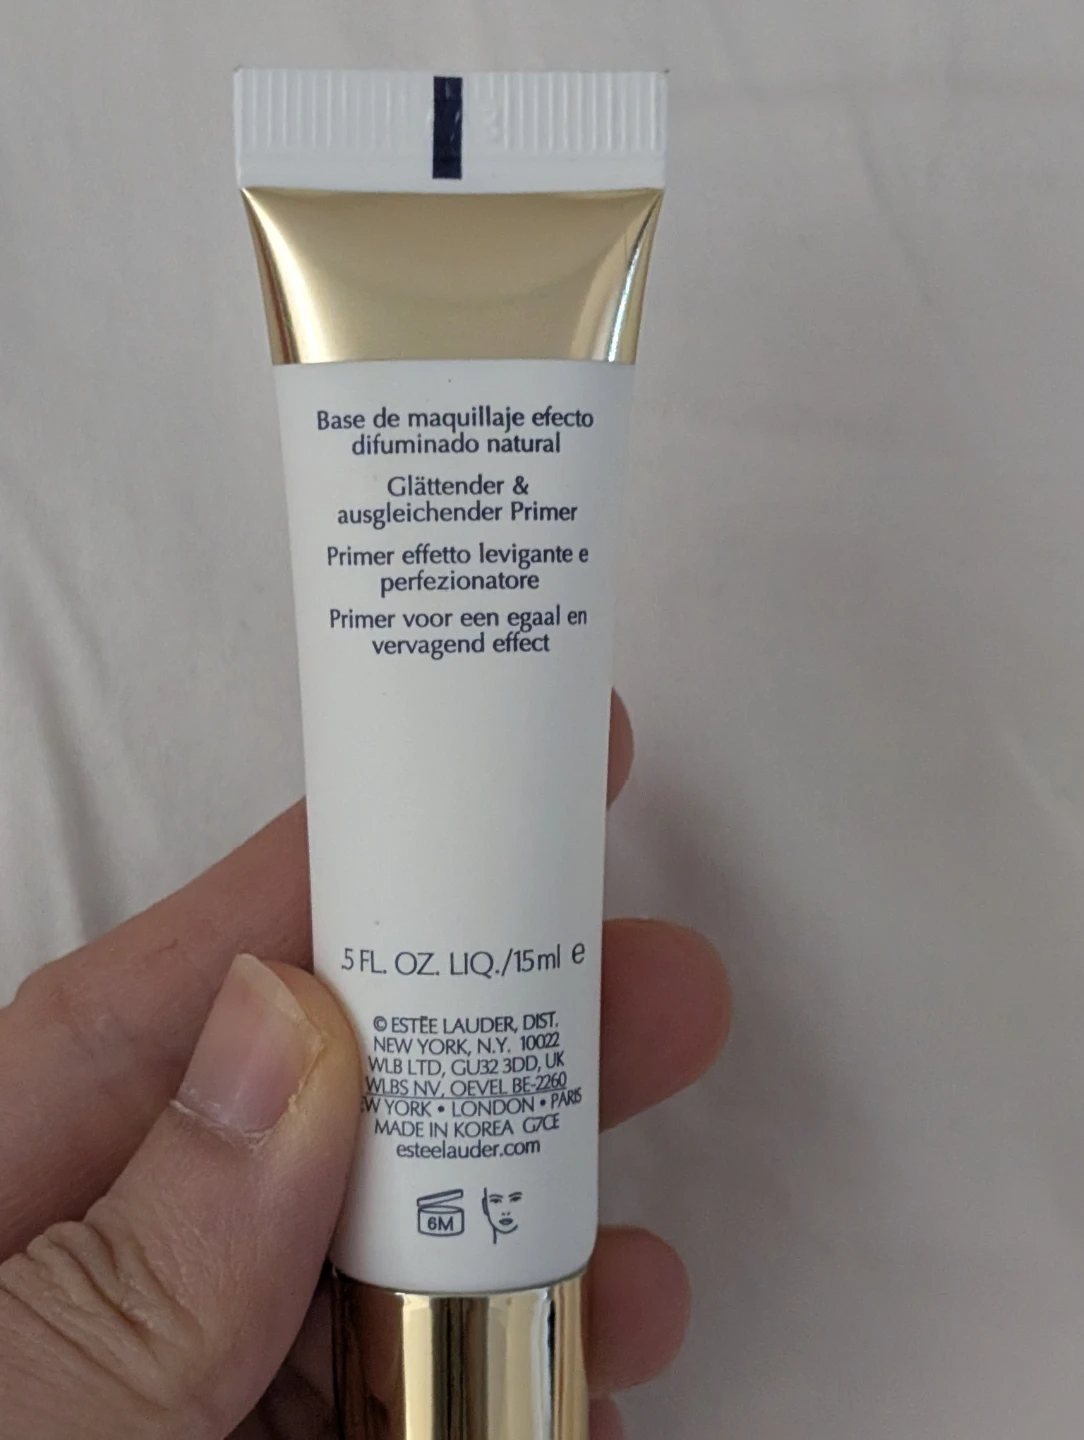 Base de maquillaje efecto
difuminado natural
Glättender &
ausgleichender Primer
Primer effetto levigante e
perfezionatore
Primer voor een egaal en
vervagend effect
.5 FL. OZ. LIQ./15ml e
© ESTĒE LAUDER, DIST.
NEW YORK, N.Y. 10022
WLB LTD, GU32 3DD, UK
WLBS NV, OEVEL BE-2260
EW YORK • LONDON • PARIS
MADE IN KOREA G7CE
esteelauder.com
6M